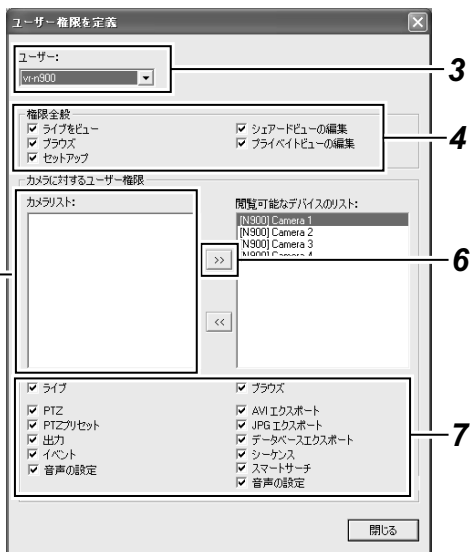 ユーザー権限を定義
ユーザー:
vr-n900
3
権限全般
ライブをビュー
シェアードビューの編集
4
ブラウズ
プライベイトビューの編集
セットアップ
カメラに対するユーザー権限
カメラリスト:
閲覧可能なデバイスのリスト:
[N900] Camera 1
[N900] Camera 2
[N900] Camera 3
[N900] Camera 4
>>
6
<<
ライブ
ブラウズ
PTZ
AVI エクスポート
PTZプリセット
JPG エクスポート
出力
データベースエクスポート
7
イベント
シーケンス
音声の設定
スマートサーチ
音声の設定
閉じる